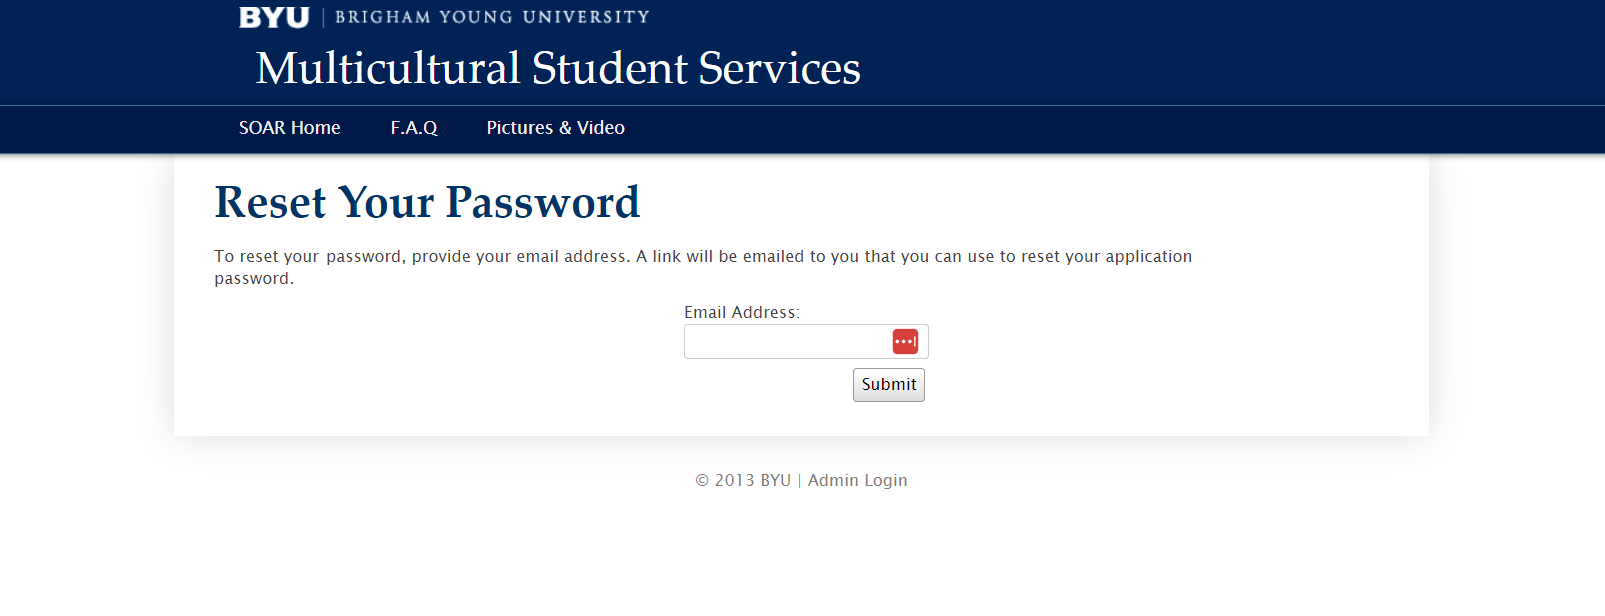 BYU | BRIGHAM YOUNG UNIVERSITY
Multicultural Student Services
SOAR Home F.A.Q Pictures & Video
Reset Your Password
To reset your password, provide your email address. A link will be emailed to you that you can use to reset your application
password.
Email Address:
Submit
© 2013 BYU | Admin Login